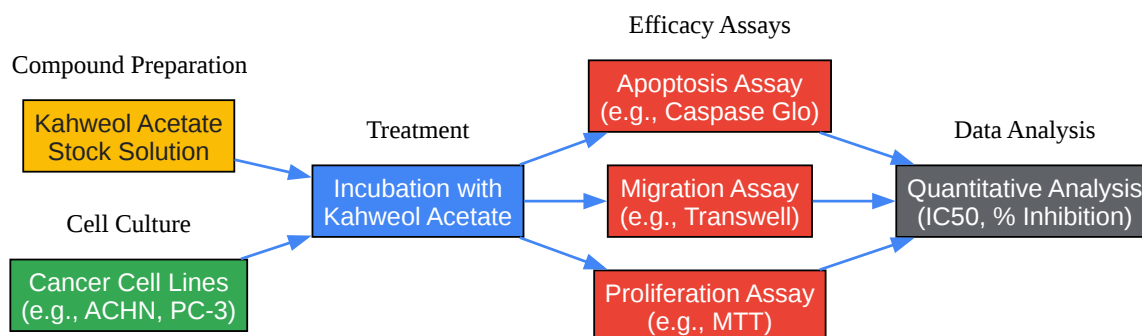 Compound Preparation
Kahweol Acetate
Stock Solution
Cell Culture
Cancer Cell Lines
(e.g., ACHN, PC-3)
Treatment
Incubation with
Kahweol Acetate
Efficacy Assays
Apoptosis Assay
(e.g., Caspase Glo)
Migration Assay
(e.g., Transwell)
Proliferation Assay
(e.g., MTT)
Data Analysis
Quantitative Analysis
(IC50, % Inhibition)